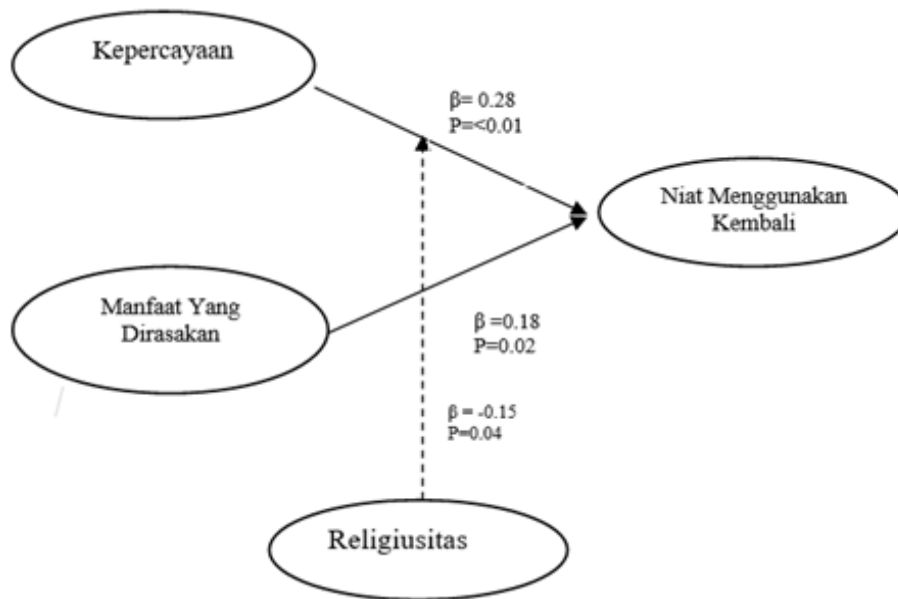 Kepercayaan
β= 0.28
P=<0.01
Niat Menggunakan
Kembali
Manfaat Yang
Dirasakan
β =0.18
P=0.02
β = -0.15
P=0.04
Religiusitas